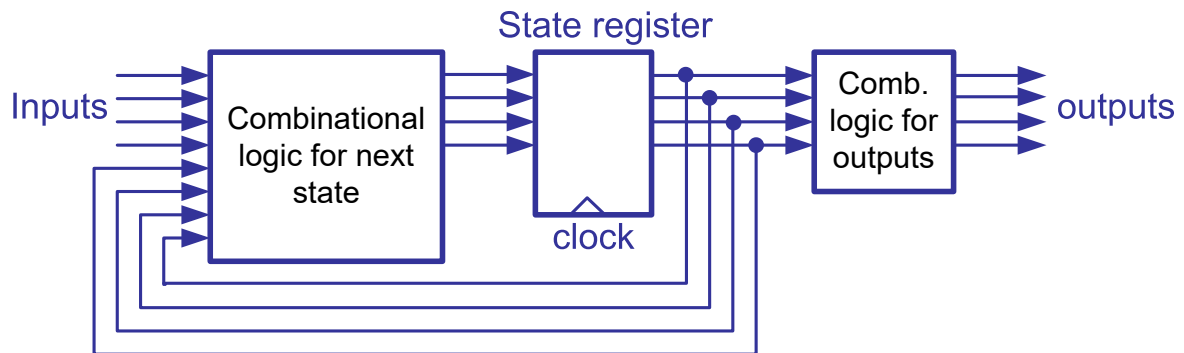 State register
Inputs
Combinational
logic for next
state
clock
Comb.
logic for
outputs
outputs